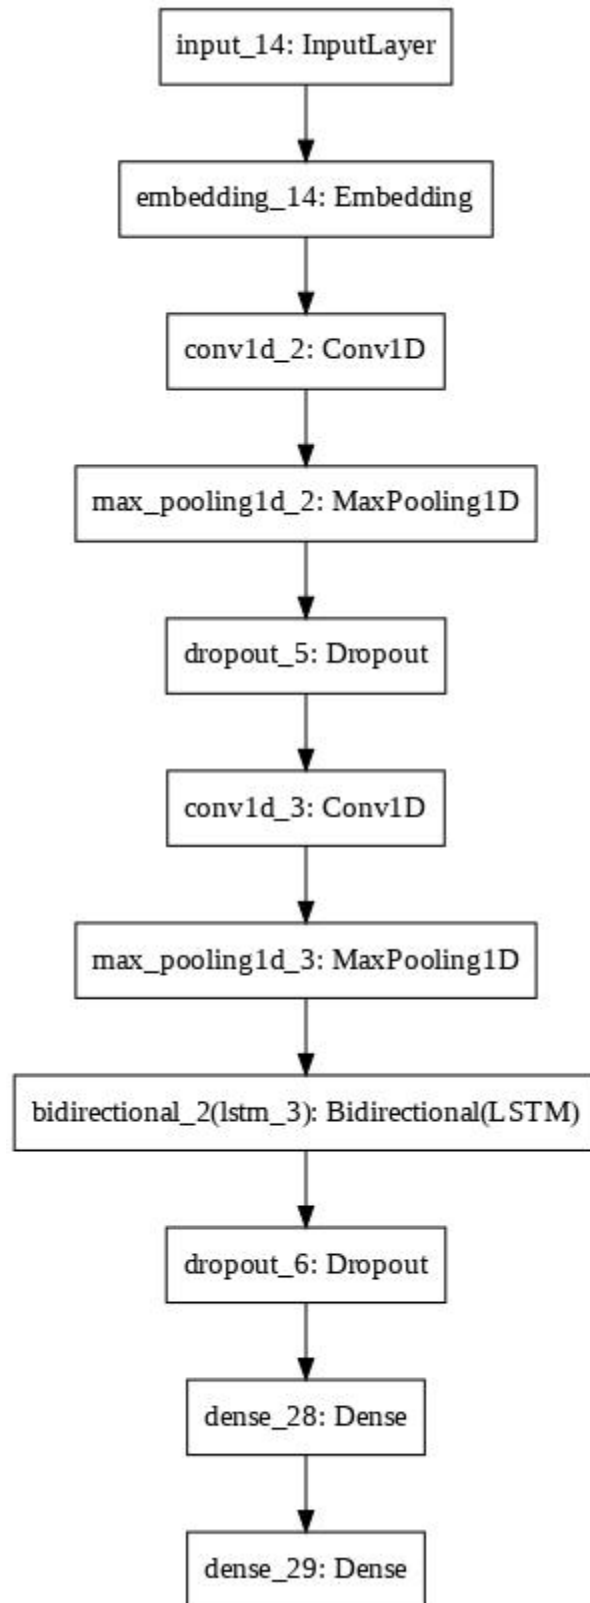 input_14: InputLayer
embedding_14: Embedding
conv1d_2: Conv1D
max_pooling1d_2: MaxPooling1D
dropout_5: Dropout
conv1d_3: Conv1D
max_pooling1d_3: MaxPooling1D
bidirectional_2(lstm_3): Bidirectional(LSTM)
dropout_6: Dropout
dense_28: Dense
dense_29: Dense